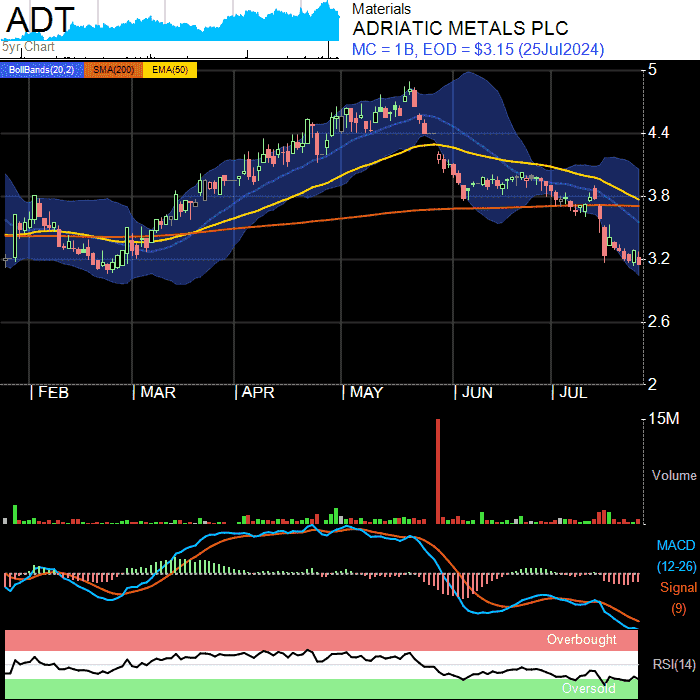 ADT
5yr Chart
Materials
ADRIATIC METALS PLC
MC = 1B, EOD = $3.15 (25Jul2024)
BollBands(20,2) SMA(200) EMA(50)
5
4.4
3.8
3.2
2.6
2
| FEB | MAR | APR | MAY | JUN | JUL
15M
Volume
MACD
(12-26)
Signal
(9)
Overbought
RSI(14)
Oversold